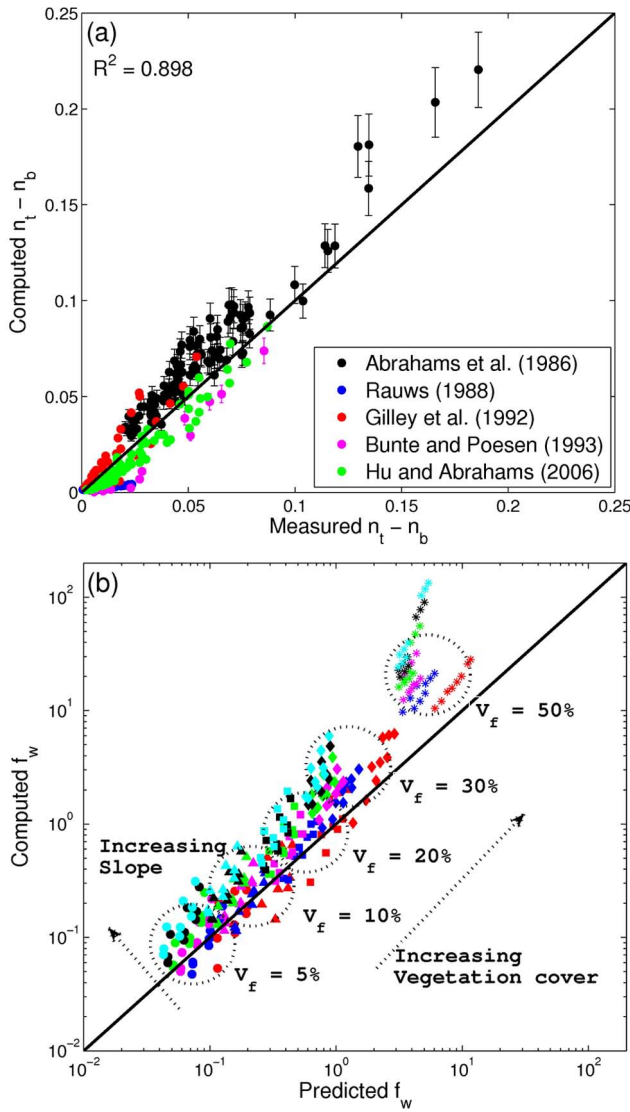 (a)
R² = 0.898
0.25
0.2
0.15
0.1
0.05
0
Computed n_t − n_b
Abrahams et al. (1986)
Rauws (1988)
Gilley et al. (1992)
Bunte and Poesen (1993)
Hu and Abrahams (2006)
0 0.05 0.1 0.15 0.2 0.25
Measured n_t − n_b
(b)
10²
10¹
10⁰
10⁻¹
10⁻²
Computed f_w
V_f = 50%
V_f = 30%
V_f = 20%
V_f = 10%
V_f = 5%
Increasing
Slope
Increasing
Vegetation cover
10⁻² 10⁻¹ 10⁰ 10¹ 10²
Predicted f_w